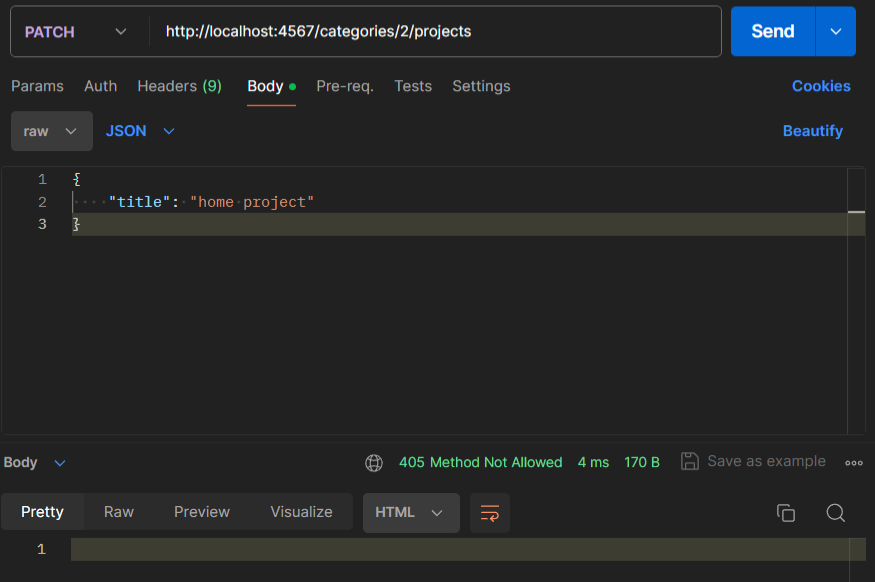 PATCH http://localhost:4567/categories/2/projects Send
Params Auth Headers (9) Body Pre-req. Tests Settings Cookies
raw JSON Beautify
1 {
2 "title": "home project"
3 }
Body 405 Method Not Allowed 4 ms 170 B Save as example
Pretty Raw Preview Visualize HTML
1